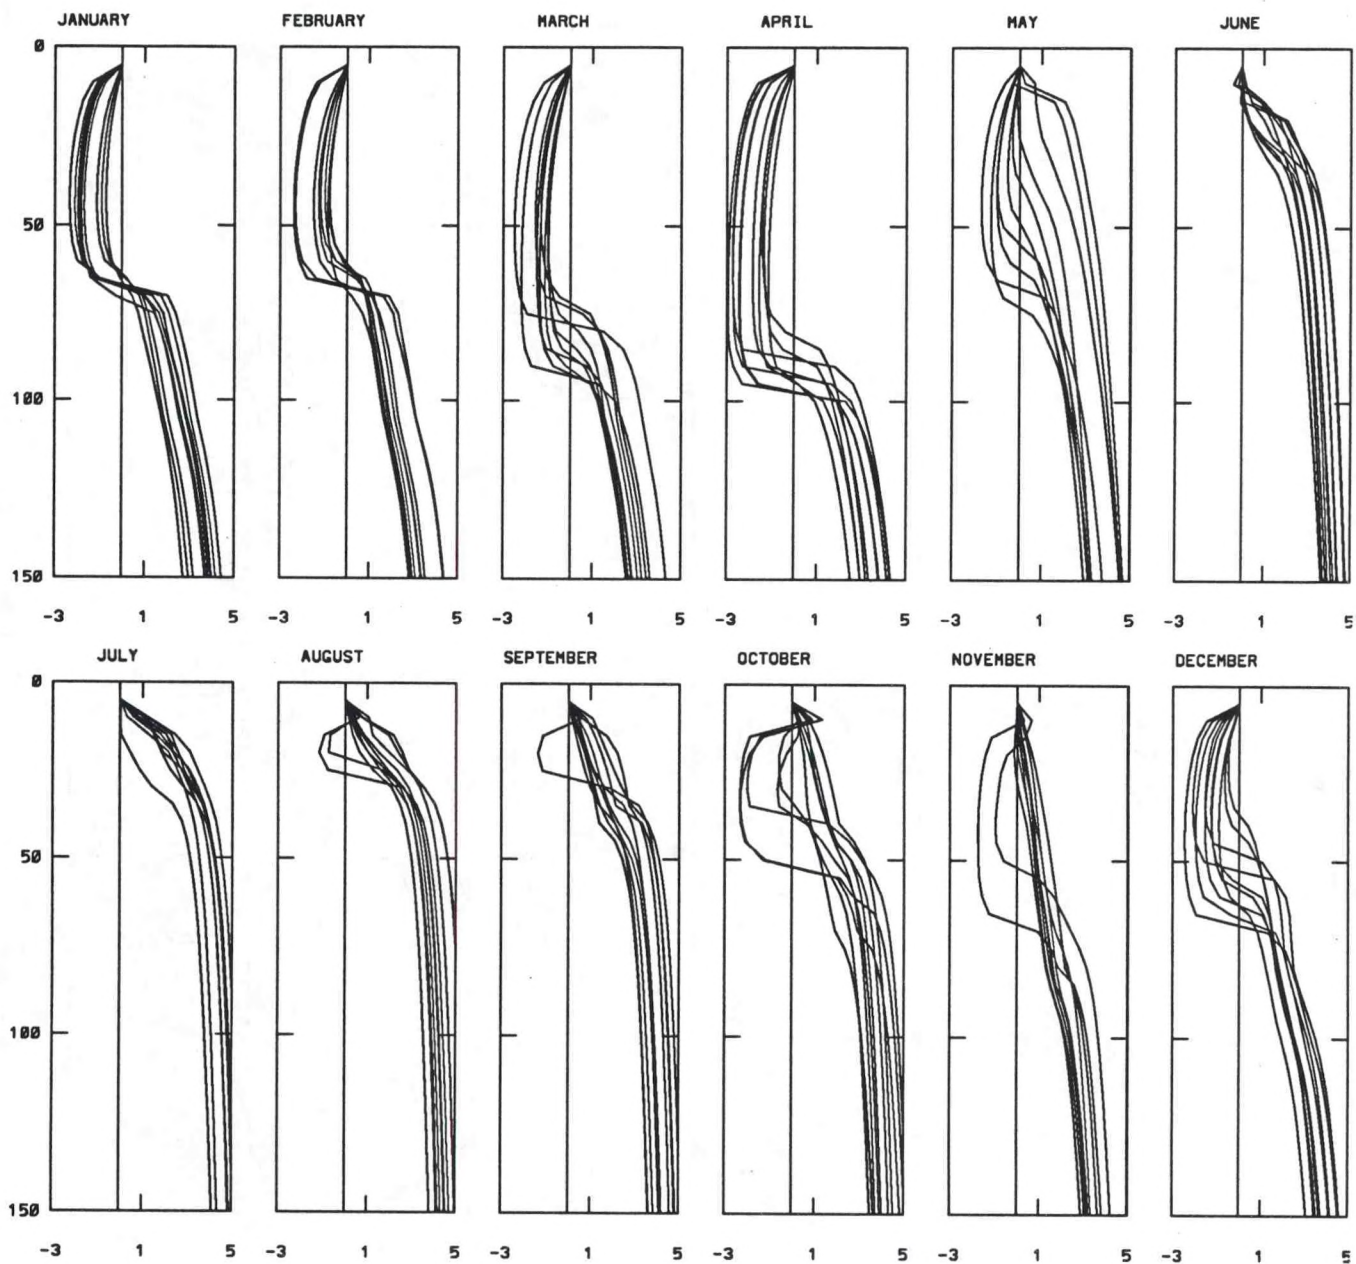 JANUARY FEBRUARY MARCH APRIL MAY JUNE
0
50
100
150
-3 1 5 -3 1 5 -3 1 5 -3 1 5 -3 1 5 -3 1 5
JULY AUGUST SEPTEMBER OCTOBER NOVEMBER DECEMBER
0
50
100
150
-3 1 5 -3 1 5 -3 1 5 -3 1 5 -3 1 5 -3 1 5